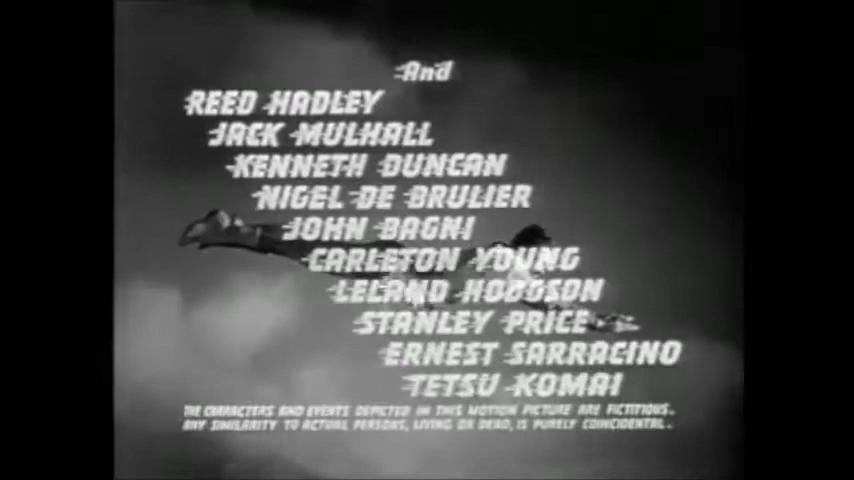 And
REED HADLEY
JACK MULHALL
KENNETH DUNCAN
NIGEL DE BRULIER
JOHN BAGNI
CARLETON YOUNG
LELAND HODGSON
STANLEY PRICE
ERNEST SARRACINO
TETSU KOMAI
THE CHARACTERS AND EVENTS DEPICTED IN THIS MOTION PICTURE ARE FICTITIOUS.
ANY SIMILARITY TO ACTUAL PERSONS, LIVING OR DEAD, IS PURELY COINCIDENTAL.